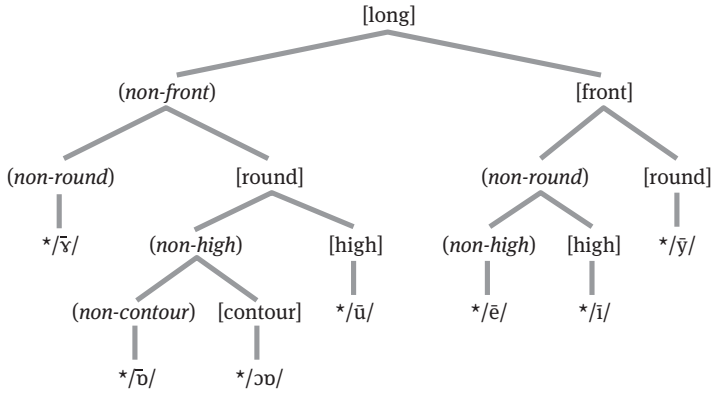 [long]
(non-front) [front]
(non-round) [round] (non-round) [round]
*/ɤ̄/ (non-high) [high] (non-high) [high] */ȳ/
(non-contour) [contour] */ū/ */ē/ */ī/
*/ɒ̄/ */ɔɒ/